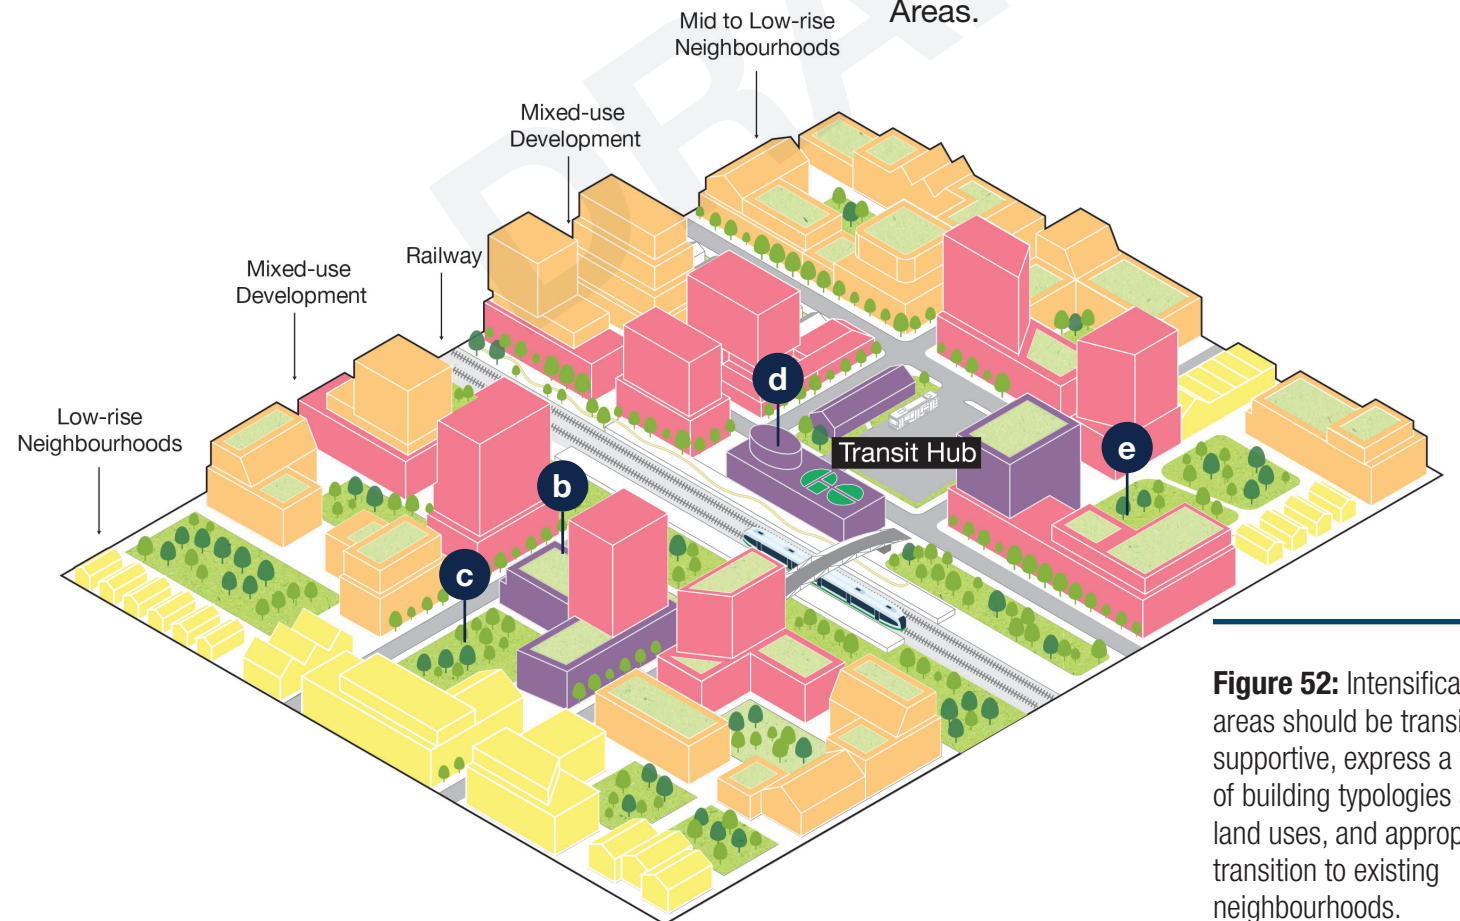 Areas.
Mid to Low-rise
Neighbourhoods
Mixed-use
Development
Railway
Mixed-use
Development
Low-rise
Neighbourhoods
d
Transit Hub
e
b
c
Figure 52: Intensifica
areas should be transi
supportive, express a
of building typologies
land uses, and approp
transition to existing
neighbourhoods.